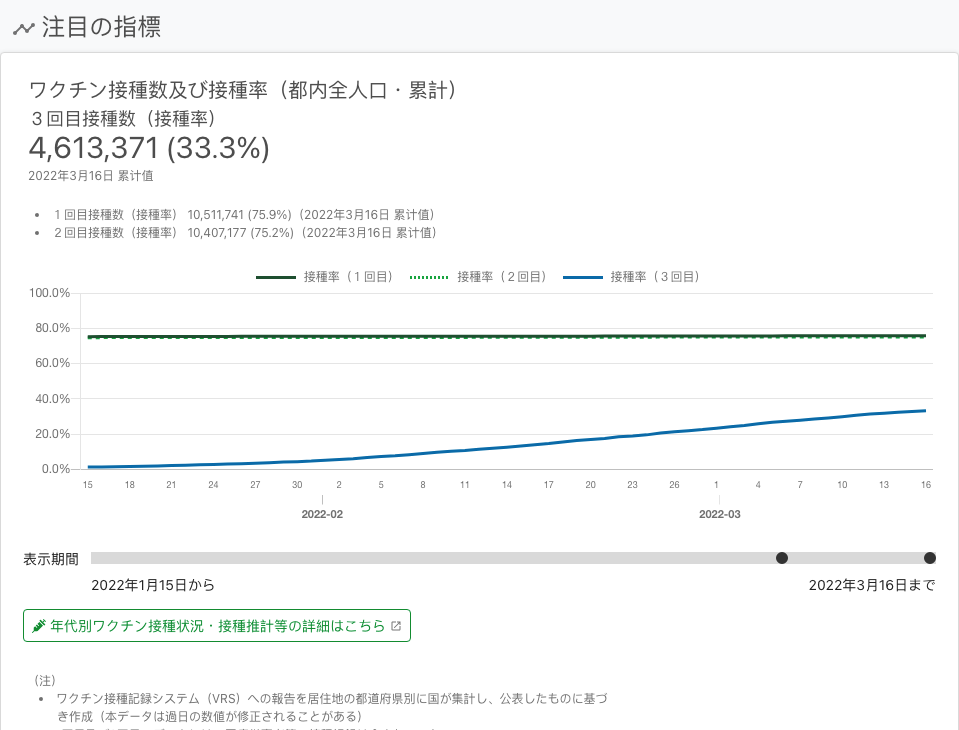 注目の指標
ワクチン接種数及び接種率（都内全人口・累計）
３回目接種数（接種率）
4,613,371 (33.3%)
2022年3月16日 累计值
１回目接種数（接種率） 10,511,741 (75.9%)（2022年3月16日 累计值）
２回目接種数（接種率） 10,407,177 (75.2%)（2022年3月16日 累计值）
接種率（１回目） 接種率（２回目） 接種率（３回目）
100.0%
80.0%
60.0%
40.0%
20.0%
0.0%
15 18 21 24 27 30 2 5 8 11 14 17 20 23 26 1 4 7 10 13 16
2022-02 2022-03
表示期間
2022年1月15日から 2022年3月16日まで
年代別ワクチン接種状況・接種推計等の詳細はこちら
（注）
ワクチン接種記録システム（VRS）への報告を居住地の都道府県別に国が集計し、公表したものに基づ
き作成（本データは過日の数値が修正されることがある）